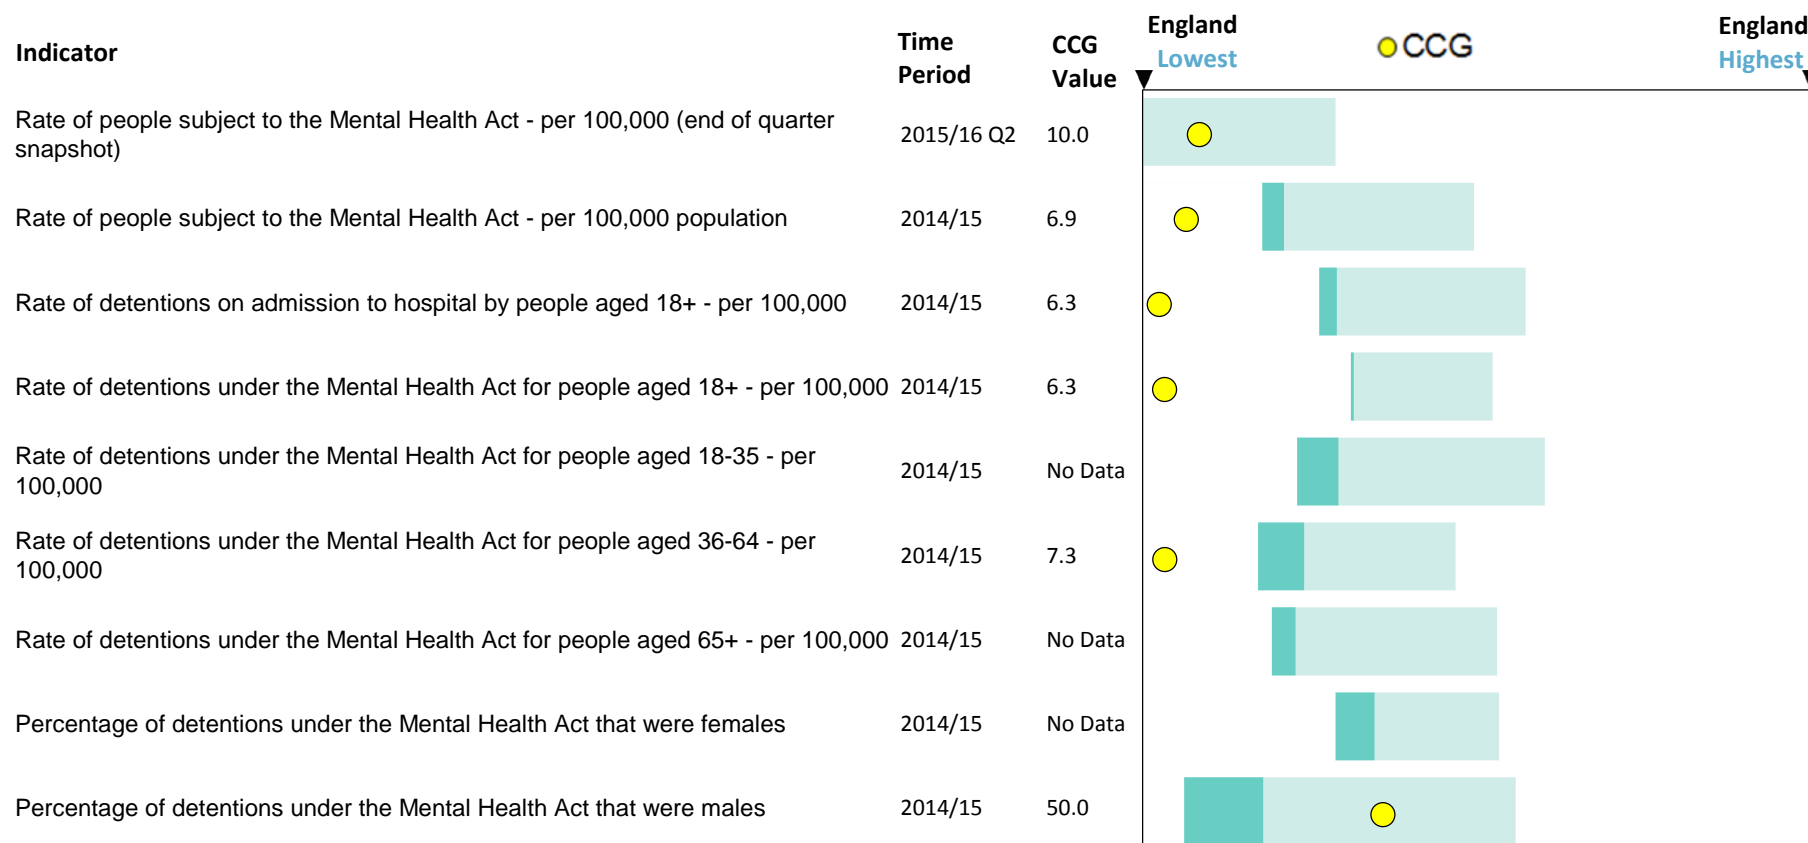 Indicator
Time Period
CCG Value
England Lowest
CCG
England Highest
Rate of people subject to the Mental Health Act - per 100,000 (end of quarter
snapshot)
2015/16 Q2
10.0
Rate of people subject to the Mental Health Act - per 100,000 population
2014/15
6.9
Rate of detentions on admission to hospital by people aged 18+ - per 100,000
2014/15
6.3
Rate of detentions under the Mental Health Act for people aged 18+ - per 100,000
2014/15
6.3
Rate of detentions under the Mental Health Act for people aged 18-35 - per
100,000
2014/15
No Data
Rate of detentions under the Mental Health Act for people aged 36-64 - per
100,000
2014/15
7.3
Rate of detentions under the Mental Health Act for people aged 65+ - per 100,000
2014/15
No Data
Percentage of detentions under the Mental Health Act that were females
2014/15
No Data
Percentage of detentions under the Mental Health Act that were males
2014/15
50.0